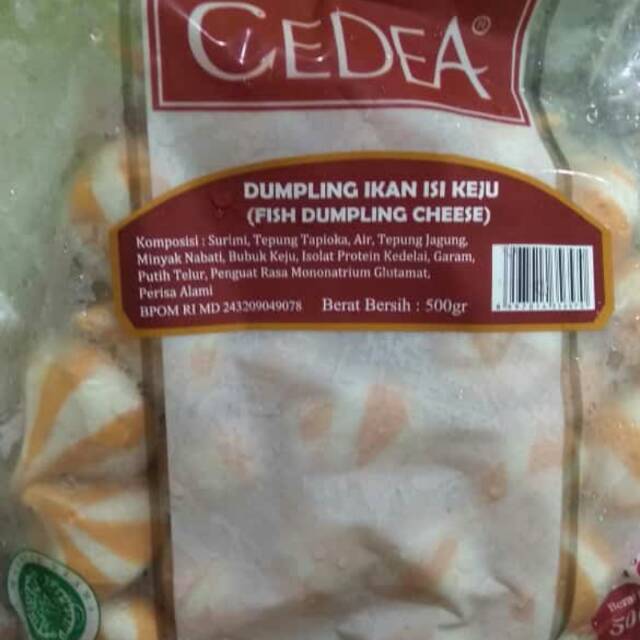 CEDEA®
DUMPLING IKAN ISI KEJU
(FISH DUMPLING CHEESE)
Komposisi : Surimi, Tepung Tapioka, Air, Tepung Jagung,
Minyak Nabati, Bubuk Keju, Isolat Protein Kedelai, Garam,
Putih Telur, Penguat Rasa Mononatrium Glutamat,
Perisa Alami
BPOM RI MD 243209049078 Berat Bersih : 500gr